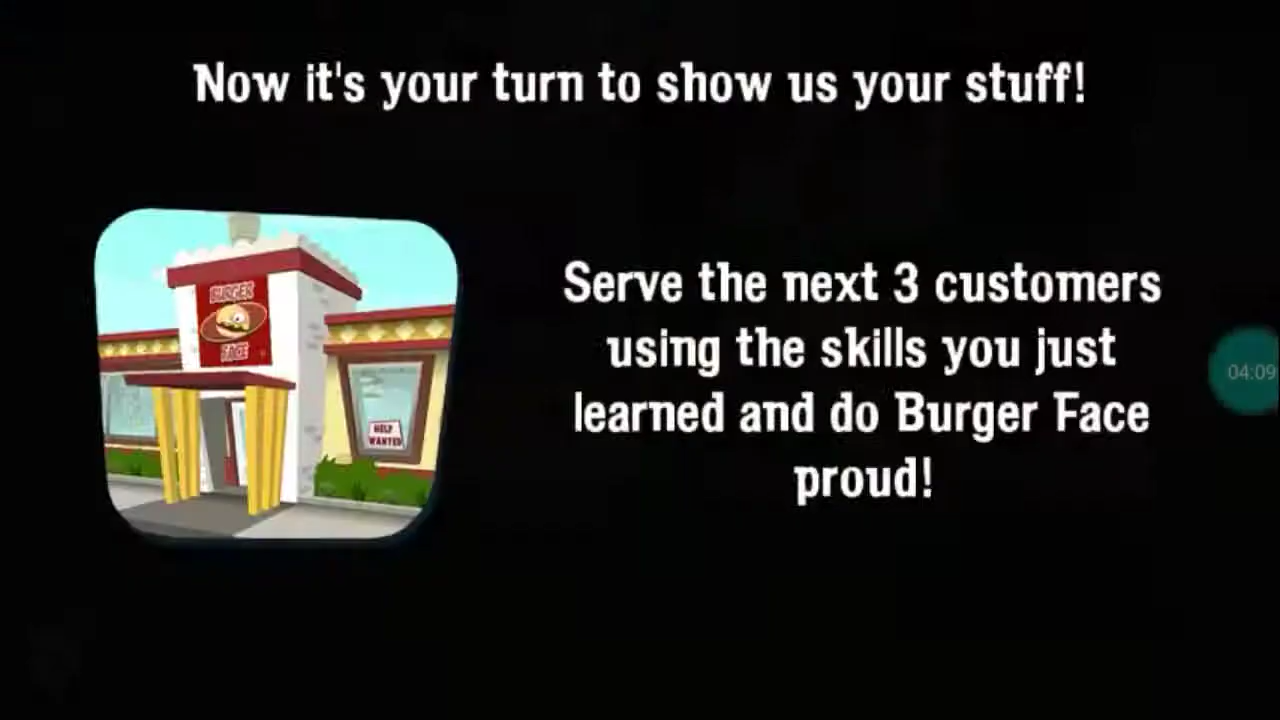 Now it's your turn to show us your stuff!
BURGER
FACE
HELP
WANTED
Serve the next 3 customers
using the skills you just
learned and do Burger Face
proud!
04:09